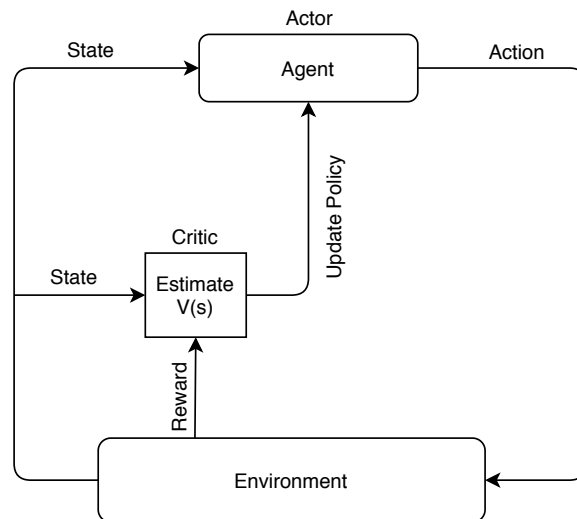 Actor
State
Agent
Action
Update Policy
Critic
State
Estimate
V(s)
Reward
Environment